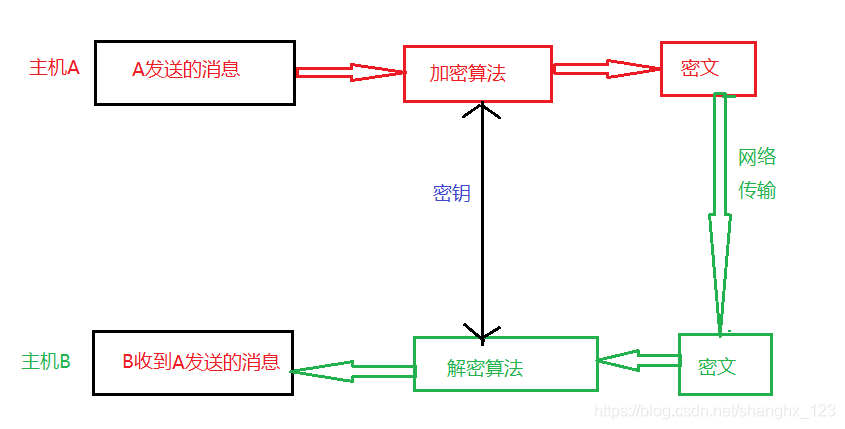 主机A
A发送的消息
加密算法
密文
网络
传输
密钥
主机B
B收到A发送的消息
解密算法
密文
https://blog.csdn.net/shanghx_123